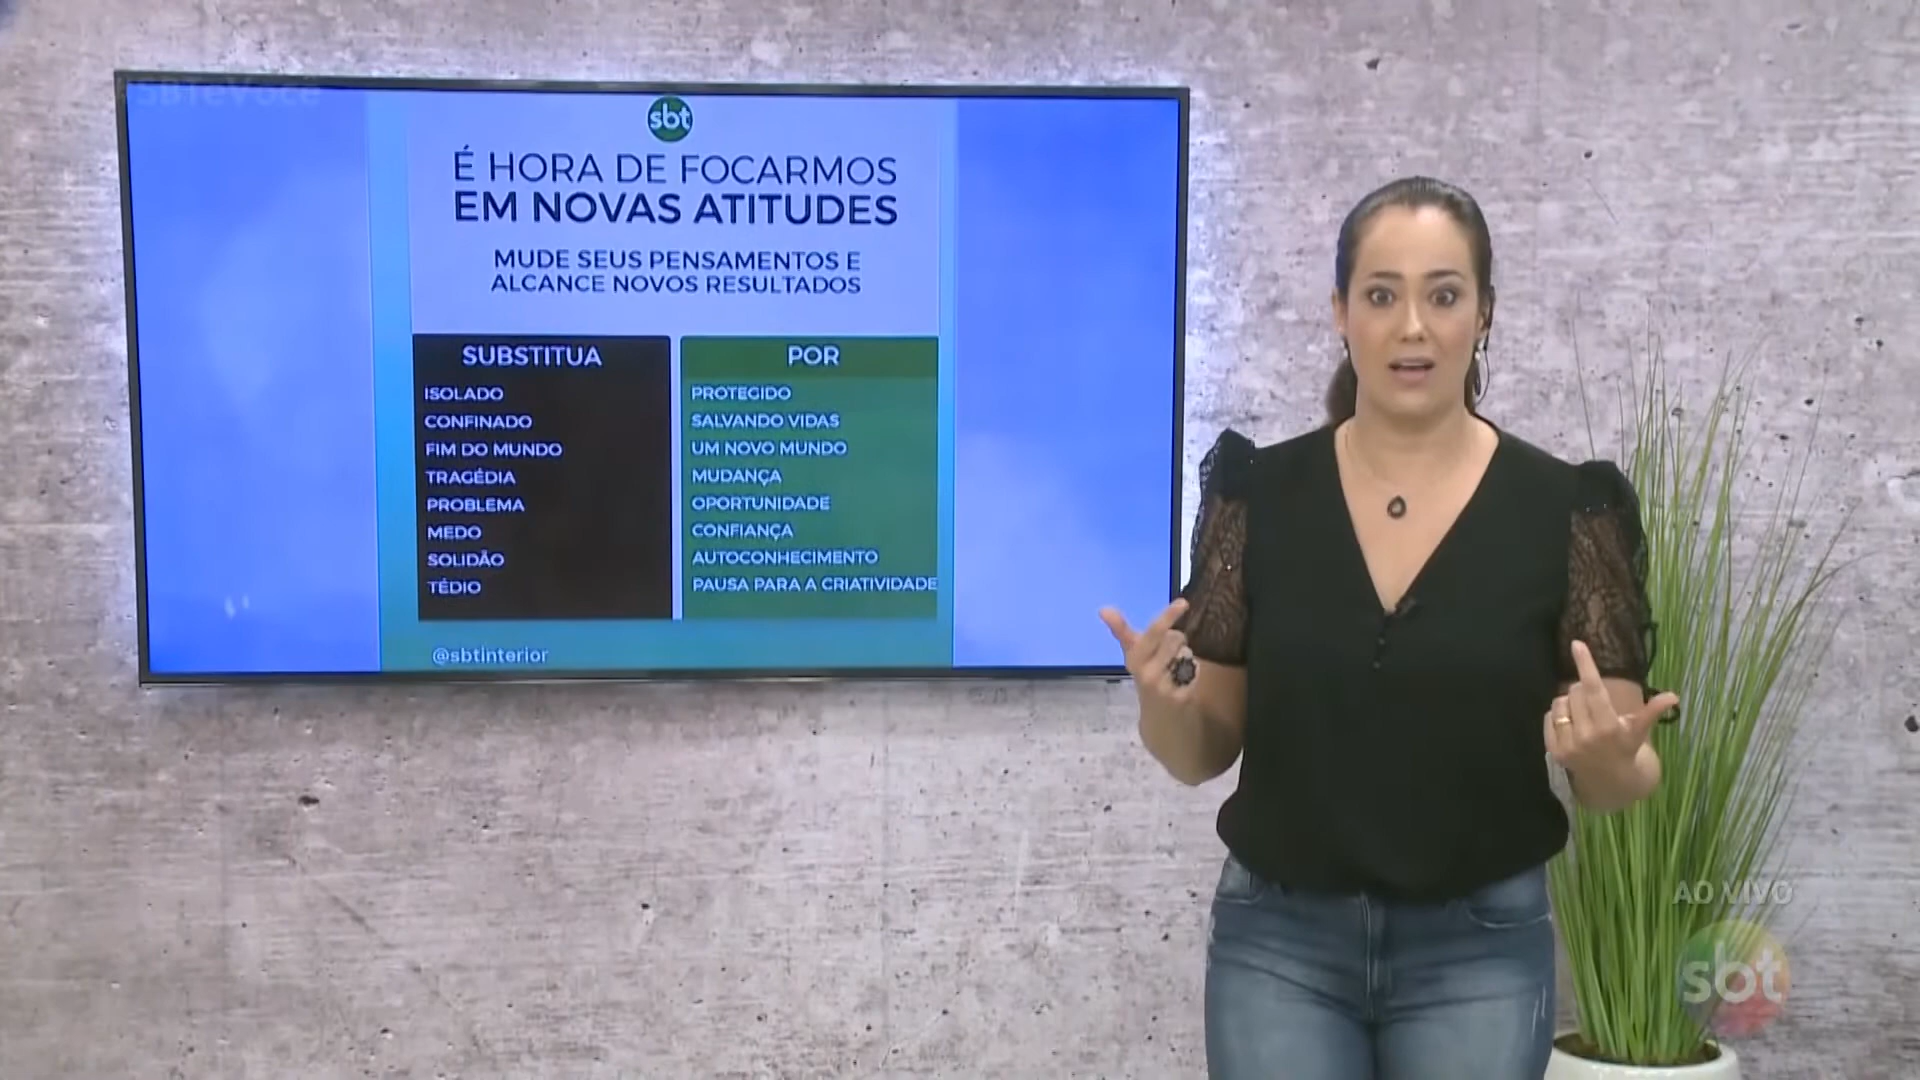 SBTeVocê
sbt
É HORA DE FOCARMOS
EM NOVAS ATITUDES
MUDE SEUS PENSAMENTOS E
ALCANCE NOVOS RESULTADOS
SUBSTITUA
ISOLADO
CONFINADO
FIM DO MUNDO
TRAGÉDIA
PROBLEMA
MEDO
SOLIDÃO
TÉDIO
POR
PROTEGIDO
SALVANDO VIDAS
UM NOVO MUNDO
MUDANÇA
OPORTUNIDADE
CONFIANÇA
AUTOCONHECIMENTO
PAUSA PARA A CRIATIVIDADE
@sbtinterior
AO VIVO
sbt